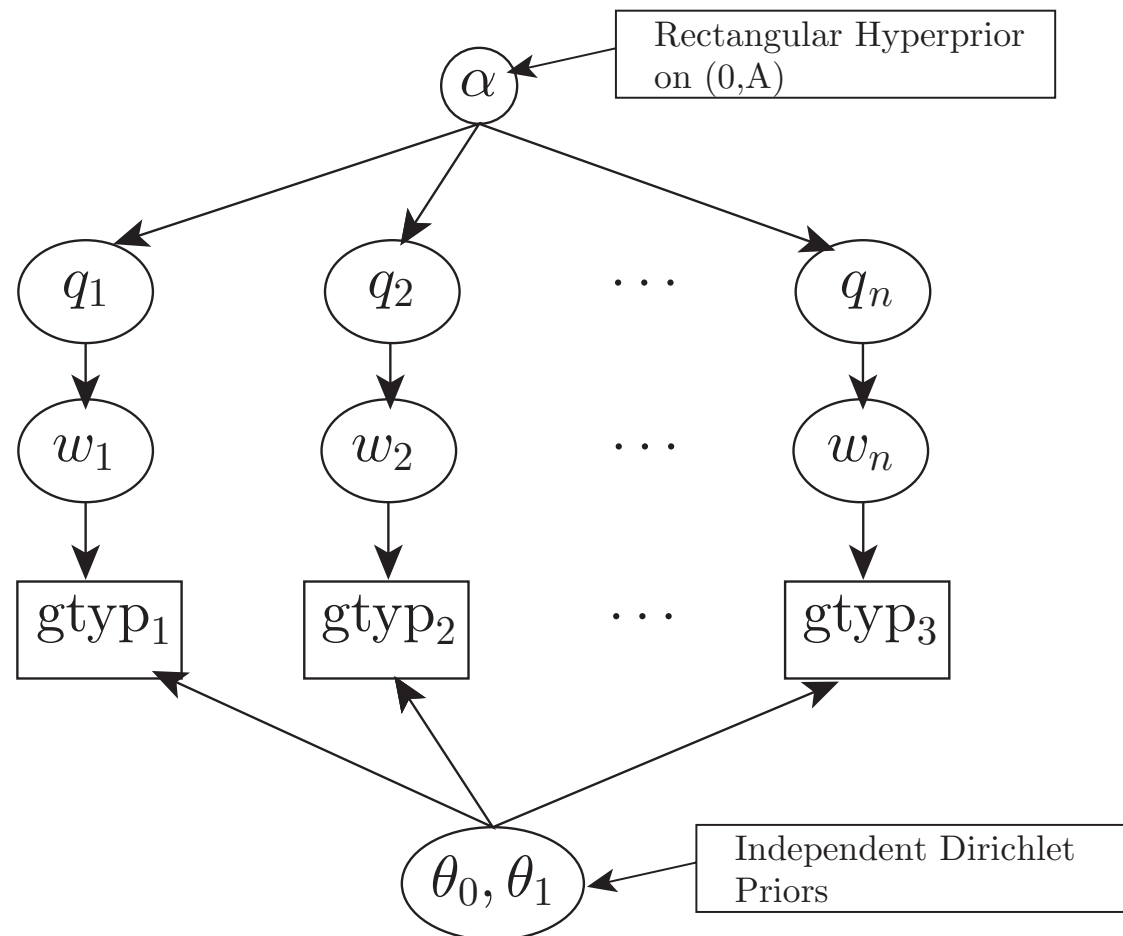 Rectangular Hyperprior
on (0,A)
α
q₁ q₂ ... qₙ
w₁ w₂ ... wₙ
gtyp₁ gtyp₂ ... gtyp₃
Independent Dirichlet
Priors
θ₀, θ₁